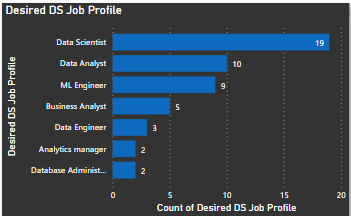 Desired DS Job Profile
Desired DS Job Profile
Data Scientist 19
Data Analyst 10
ML Engineer 9
Business Analyst 5
Data Engineer 3
Analytics manager 2
Database Administ... 2
0 5 10 15 20
Count of Desired DS Job Profile